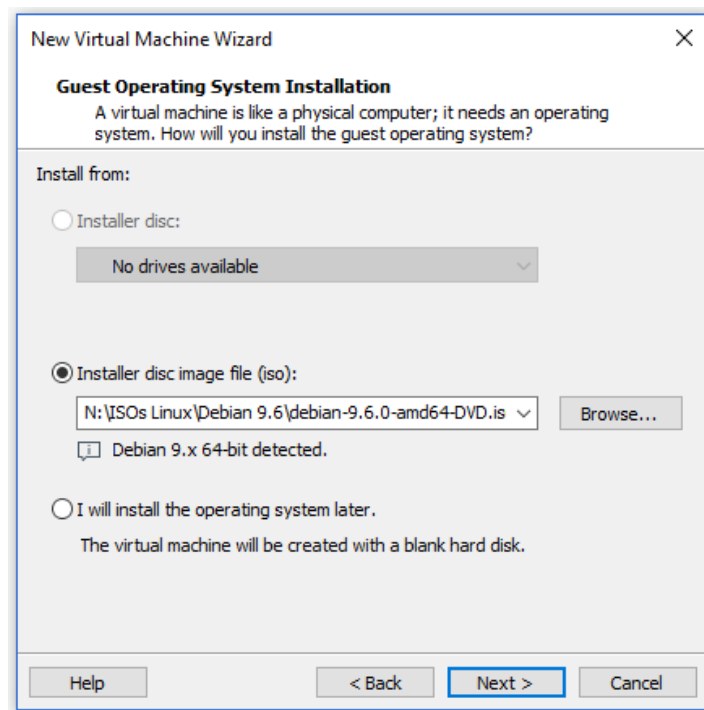 New Virtual Machine Wizard
Guest Operating System Installation
A virtual machine is like a physical computer; it needs an operating
system. How will you install the guest operating system?
Install from:
Installer disc:
No drives available
Installer disc image file (iso):
N:\ISOs Linux\Debian 9.6\debian-9.6.0-amd64-DVD.is
Browse...
Debian 9.x 64-bit detected.
I will install the operating system later.
The virtual machine will be created with a blank hard disk.
Help
< Back
Next >
Cancel